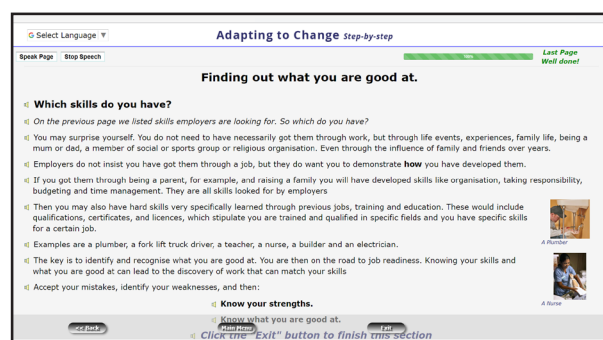 G Select Language ▼
Adapting to Change Step-by-step
Speak Page Stop Speech
Last Page
Well done!
Finding out what you are good at.
Which skills do you have?
On the previous page we listed skills employers are looking for. So which do you have?
You may surprise yourself. You do not need to have necessarily got them through work, but through life events, experiences, family life, being a
mum or dad, a member of social or sports group or religious organisation. Even through the influence of family and friends over years.
Employers do not insist you have got them through a job, but they do want you to demonstrate how you have developed them.
If you got them through being a parent, for example, and raising a family you will have developed skills like organisation, taking responsibility,
budgeting and time management. They are all skills looked for by employers
Then you may also have hard skills very specifically learned through previous jobs, training and education. These would include
qualifications, certificates, and licences, which stipulate you are trained and qualified in specific fields and you have specific skills
for a certain job.
A Plumber
Examples are a plumber, a fork lift truck driver, a teacher, a nurse, a builder and an electrician.
The key is to identify and recognise what you are good at. You are then on the road to job readiness. Knowing your skills and
what you are good at can lead to the discovery of work that can match your skills
Accept your mistakes, identify your weaknesses, and then:
Know your strengths.
A Nurse
Know what you are good at.
<< Back Main Menu Exit
Click the "Exit" button to finish this section